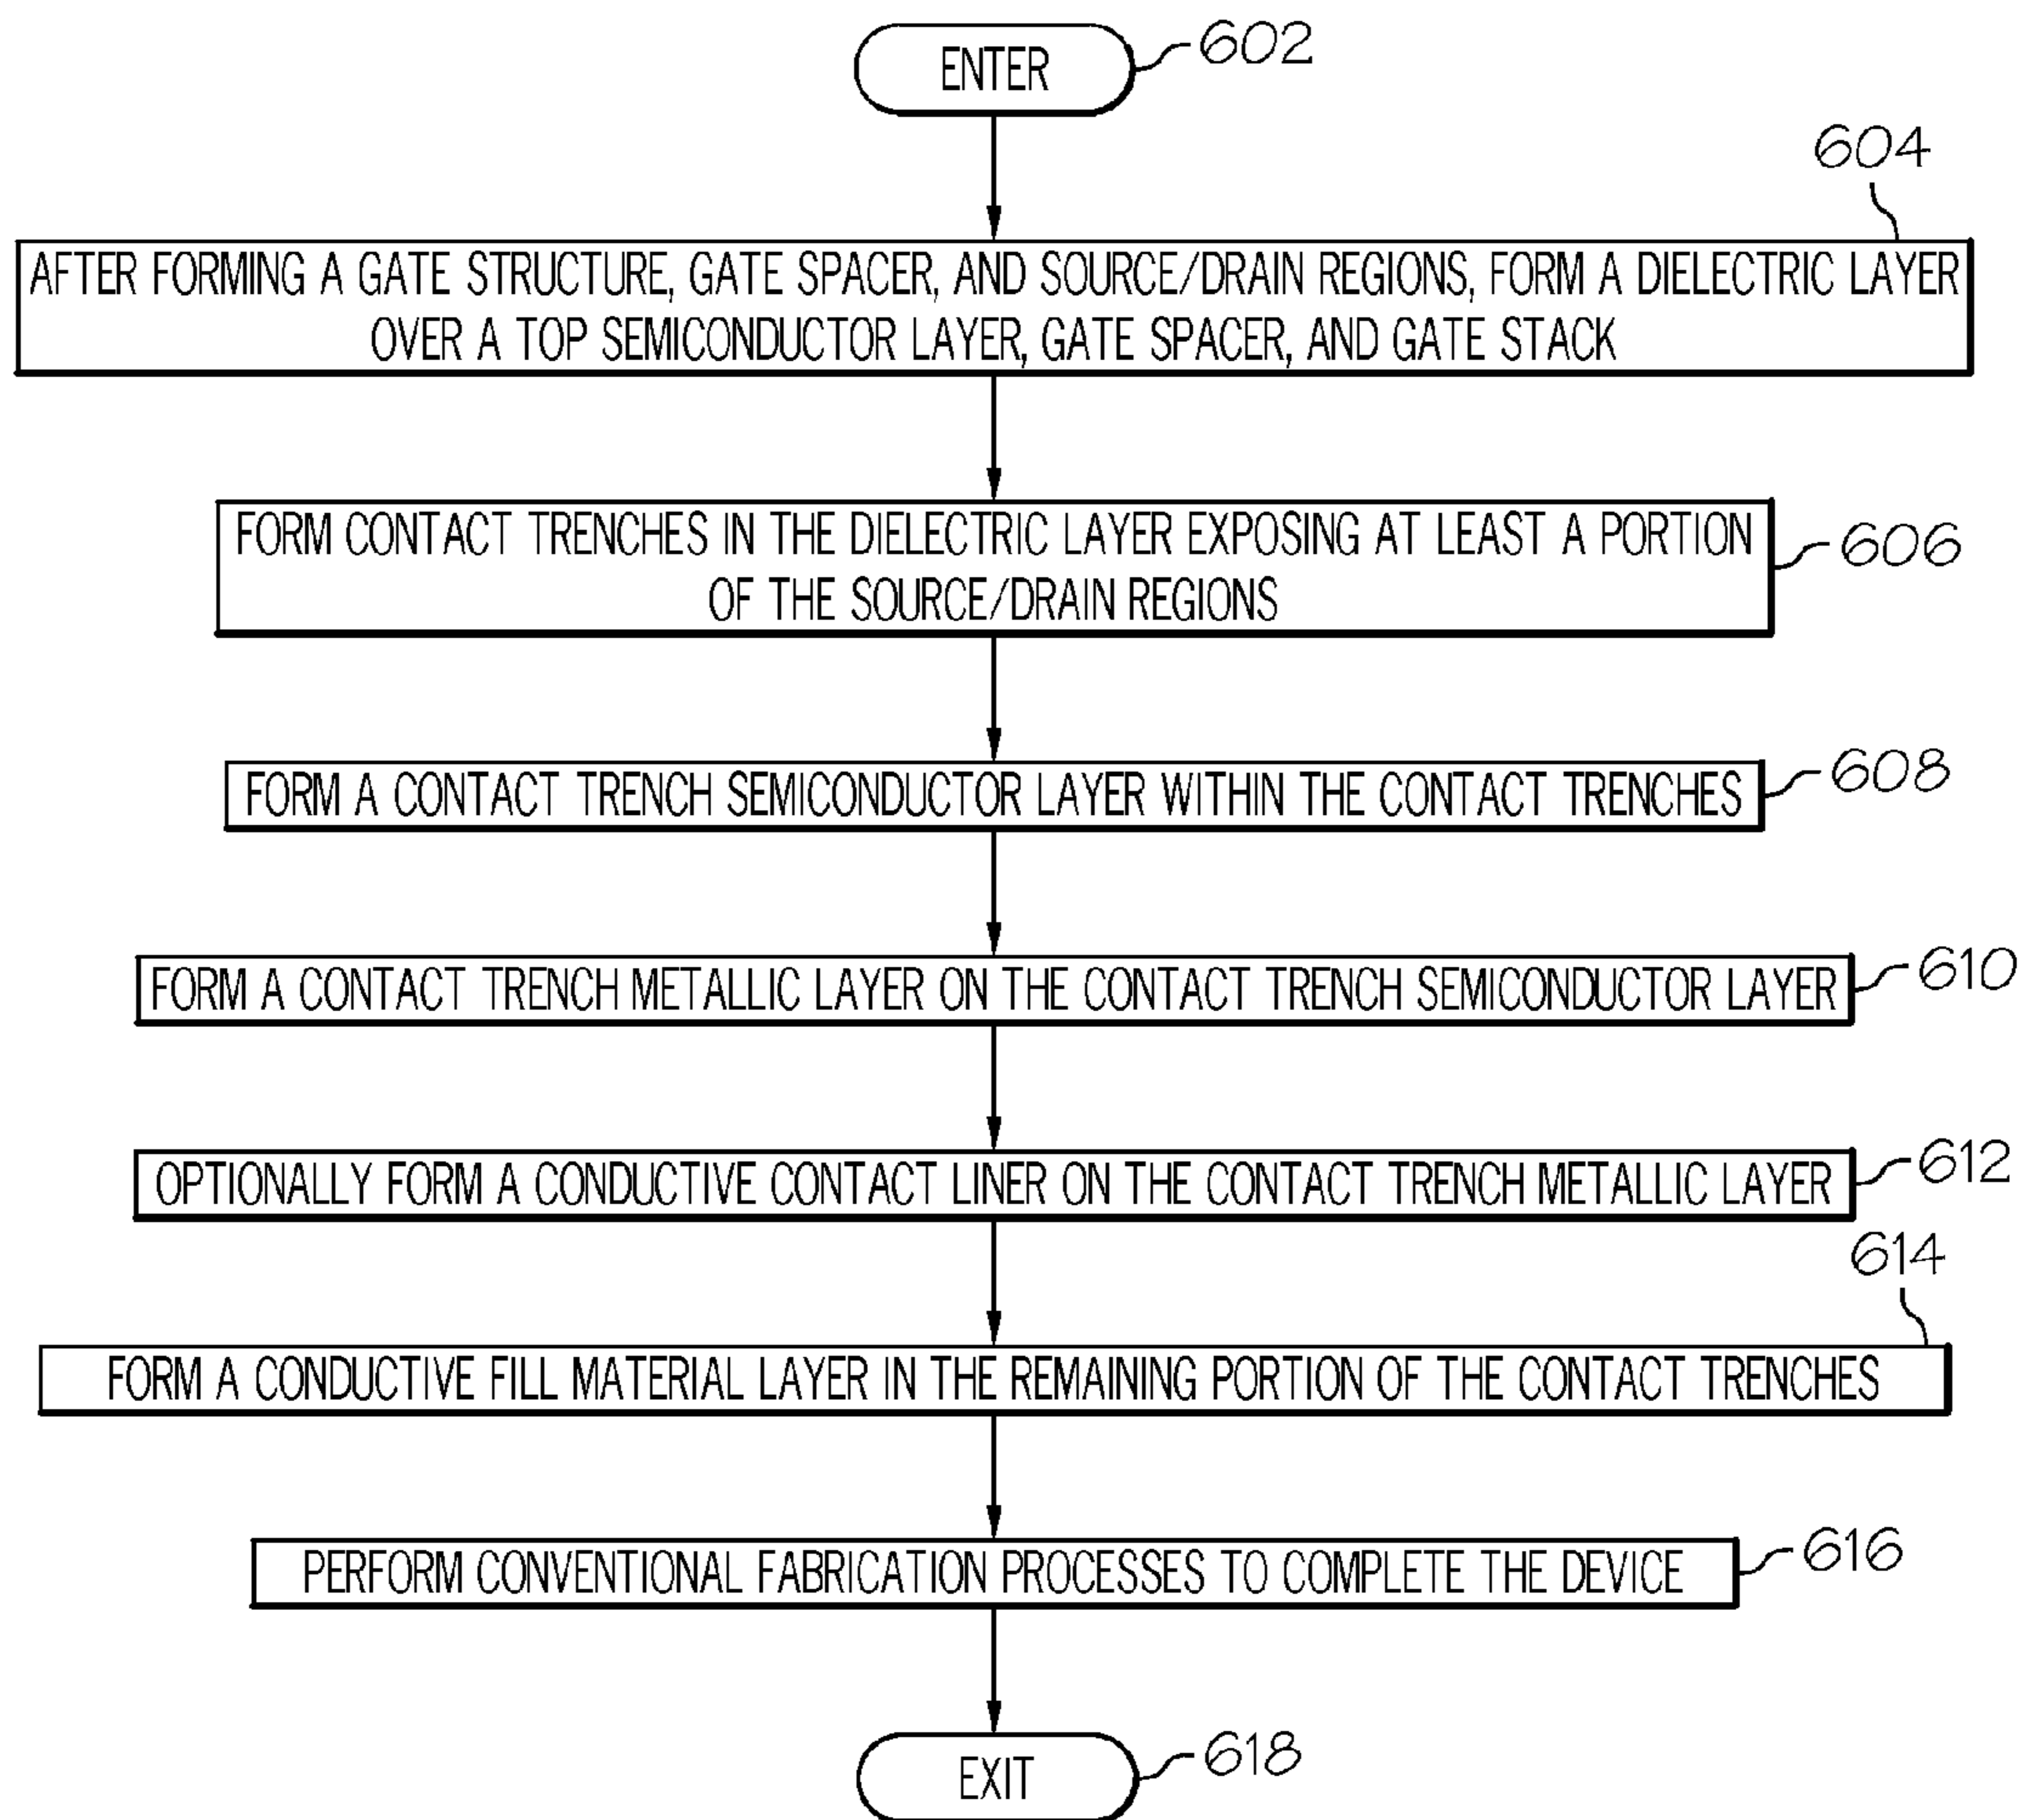 ENTER
602
604
AFTER FORMING A GATE STRUCTURE, GATE SPACER, AND SOURCE/DRAIN REGIONS, FORM A DIELECTRIC LAYER
OVER A TOP SEMICONDUCTOR LAYER, GATE SPACER, AND GATE STACK
FORM CONTACT TRENCHES IN THE DIELECTRIC LAYER EXPOSING AT LEAST A PORTION
OF THE SOURCE/DRAIN REGIONS
606
FORM A CONTACT TRENCH SEMICONDUCTOR LAYER WITHIN THE CONTACT TRENCHES
608
FORM A CONTACT TRENCH METALLIC LAYER ON THE CONTACT TRENCH SEMICONDUCTOR LAYER
610
OPTIONALLY FORM A CONDUCTIVE CONTACT LINER ON THE CONTACT TRENCH METALLIC LAYER
612
614
FORM A CONDUCTIVE FILL MATERIAL LAYER IN THE REMAINING PORTION OF THE CONTACT TRENCHES
PERFORM CONVENTIONAL FABRICATION PROCESSES TO COMPLETE THE DEVICE
616
EXIT
618